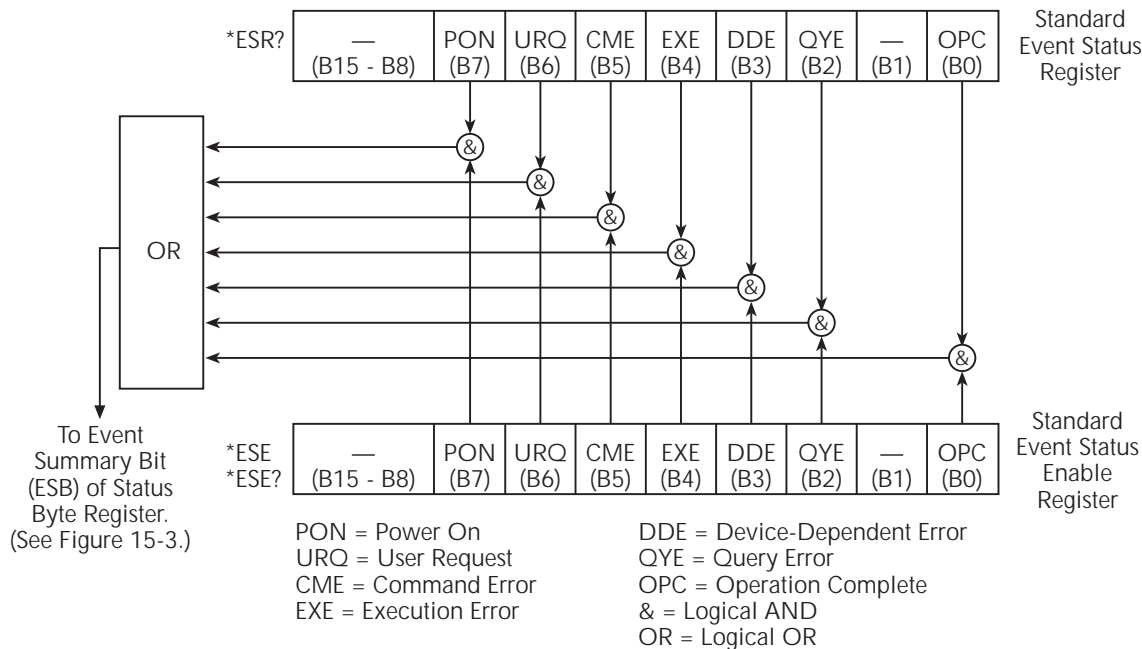 *ESR?
—
(B15 - B8)
PON
(B7)
URQ
(B6)
CME
(B5)
EXE
(B4)
DDE
(B3)
QYE
(B2)
—
(B1)
OPC
(B0)
Standard
Event Status
Register
&
&
&
&
&
&
&
OR
To Event
Summary Bit
(ESB) of Status
Byte Register.
(See Figure 15-3.)
*ESE
*ESE?
—
(B15 - B8)
PON
(B7)
URQ
(B6)
CME
(B5)
EXE
(B4)
DDE
(B3)
QYE
(B2)
—
(B1)
OPC
(B0)
Standard
Event Status
Enable
Register
PON = Power On
URQ = User Request
CME = Command Error
EXE = Execution Error
DDE = Device-Dependent Error
QYE = Query Error
OPC = Operation Complete
& = Logical AND
OR = Logical OR